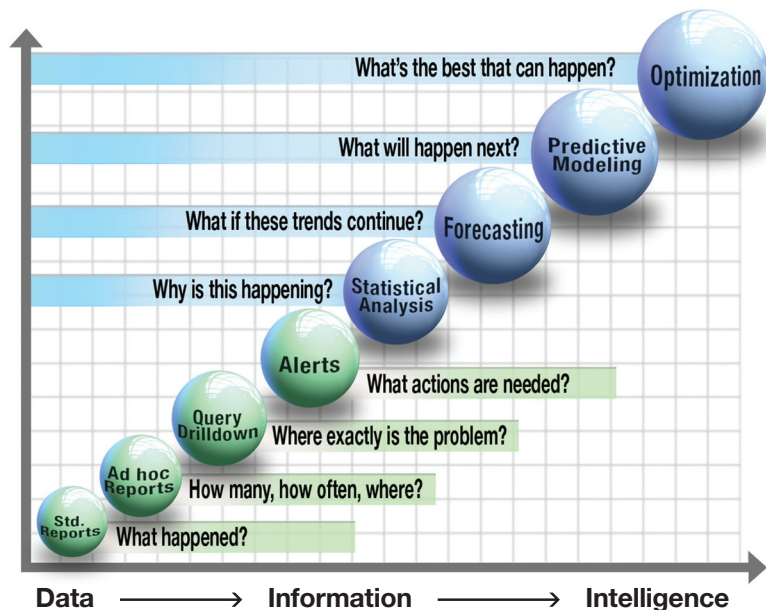 What's the best that can happen?
Optimization
What will happen next?
Predictive
Modeling
What if these trends continue?
Forecasting
Why is this happening?
Statistical
Analysis
Alerts
What actions are needed?
Query
Drilldown
Where exactly is the problem?
Ad hoc
Reports
How many, how often, where?
Std.
Reports
What happened?
Data → Information → Intelligence